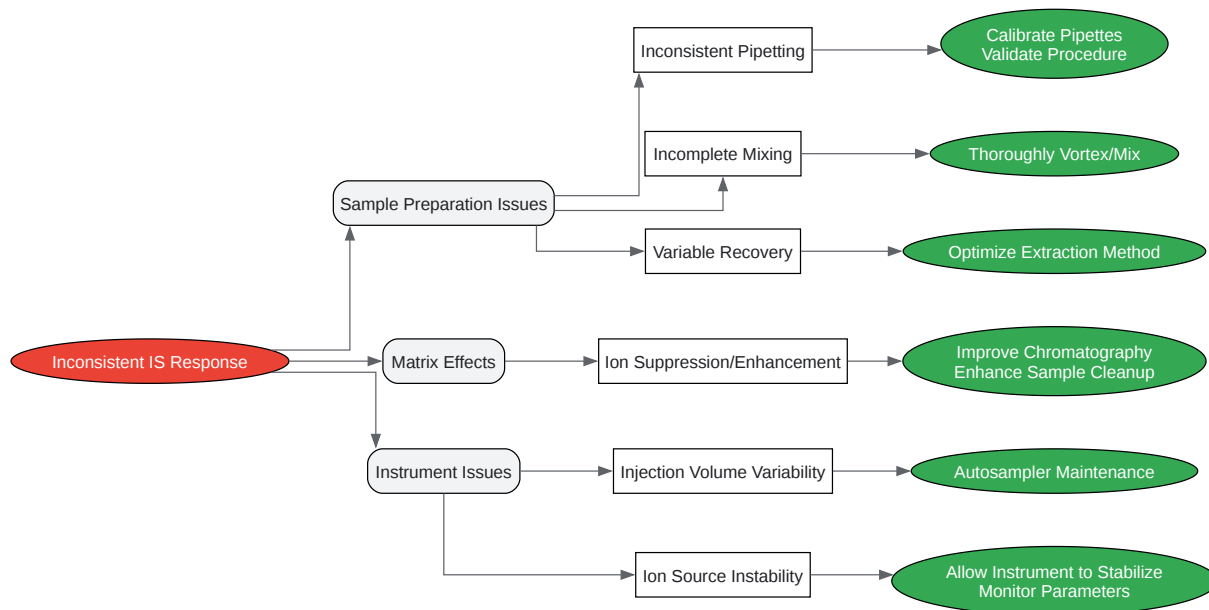 Inconsistent IS Response
Sample Preparation Issues
Inconsistent Pipetting
Calibrate Pipettes
Validate Procedure
Incomplete Mixing
Thoroughly Vortex/Mix
Variable Recovery
Optimize Extraction Method
Matrix Effects
Ion Suppression/Enhancement
Improve Chromatography
Enhance Sample Cleanup
Instrument Issues
Injection Volume Variability
Autosampler Maintenance
Ion Source Instability
Allow Instrument to Stabilize
Monitor Parameters